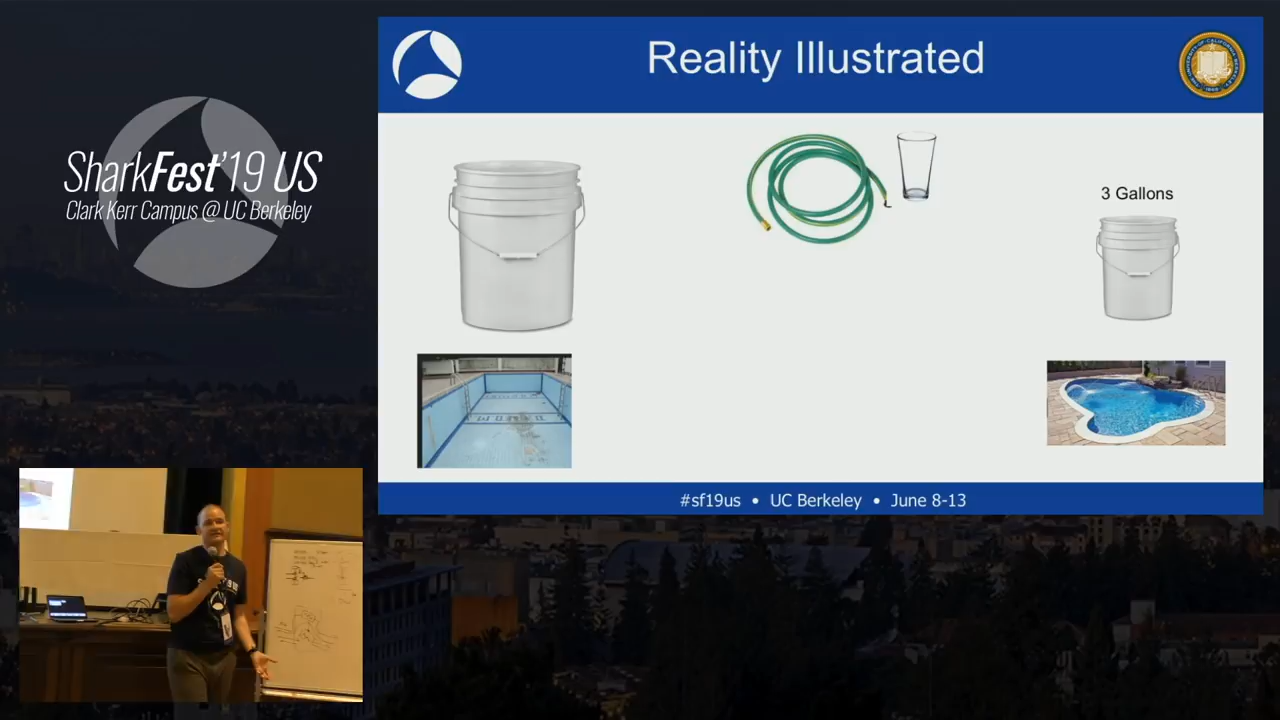 SharkFest'19 US
Clark Kerr Campus @ UC Berkeley
Reality Illustrated
3 Gallons
#sf19us • UC Berkeley • June 8-13